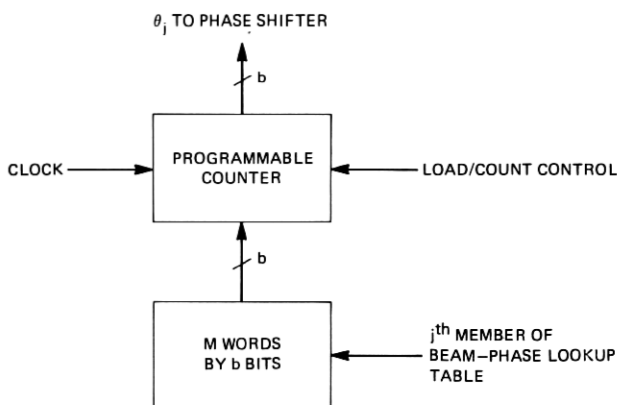 θj TO PHASE SHIFTER
b
CLOCK
PROGRAMMABLE
COUNTER
LOAD/COUNT CONTROL
b
M WORDS
BY b BITS
jth MEMBER OF
BEAM–PHASE LOOKUP
TABLE